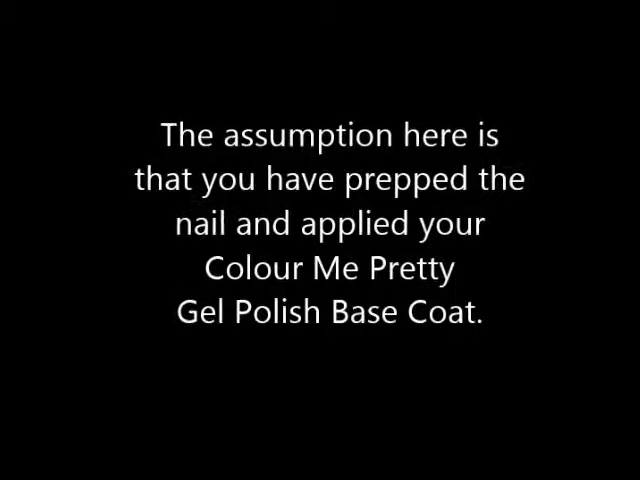 The assumption here is
that you have prepped the
nail and applied your
Colour Me Pretty
Gel Polish Base Coat.